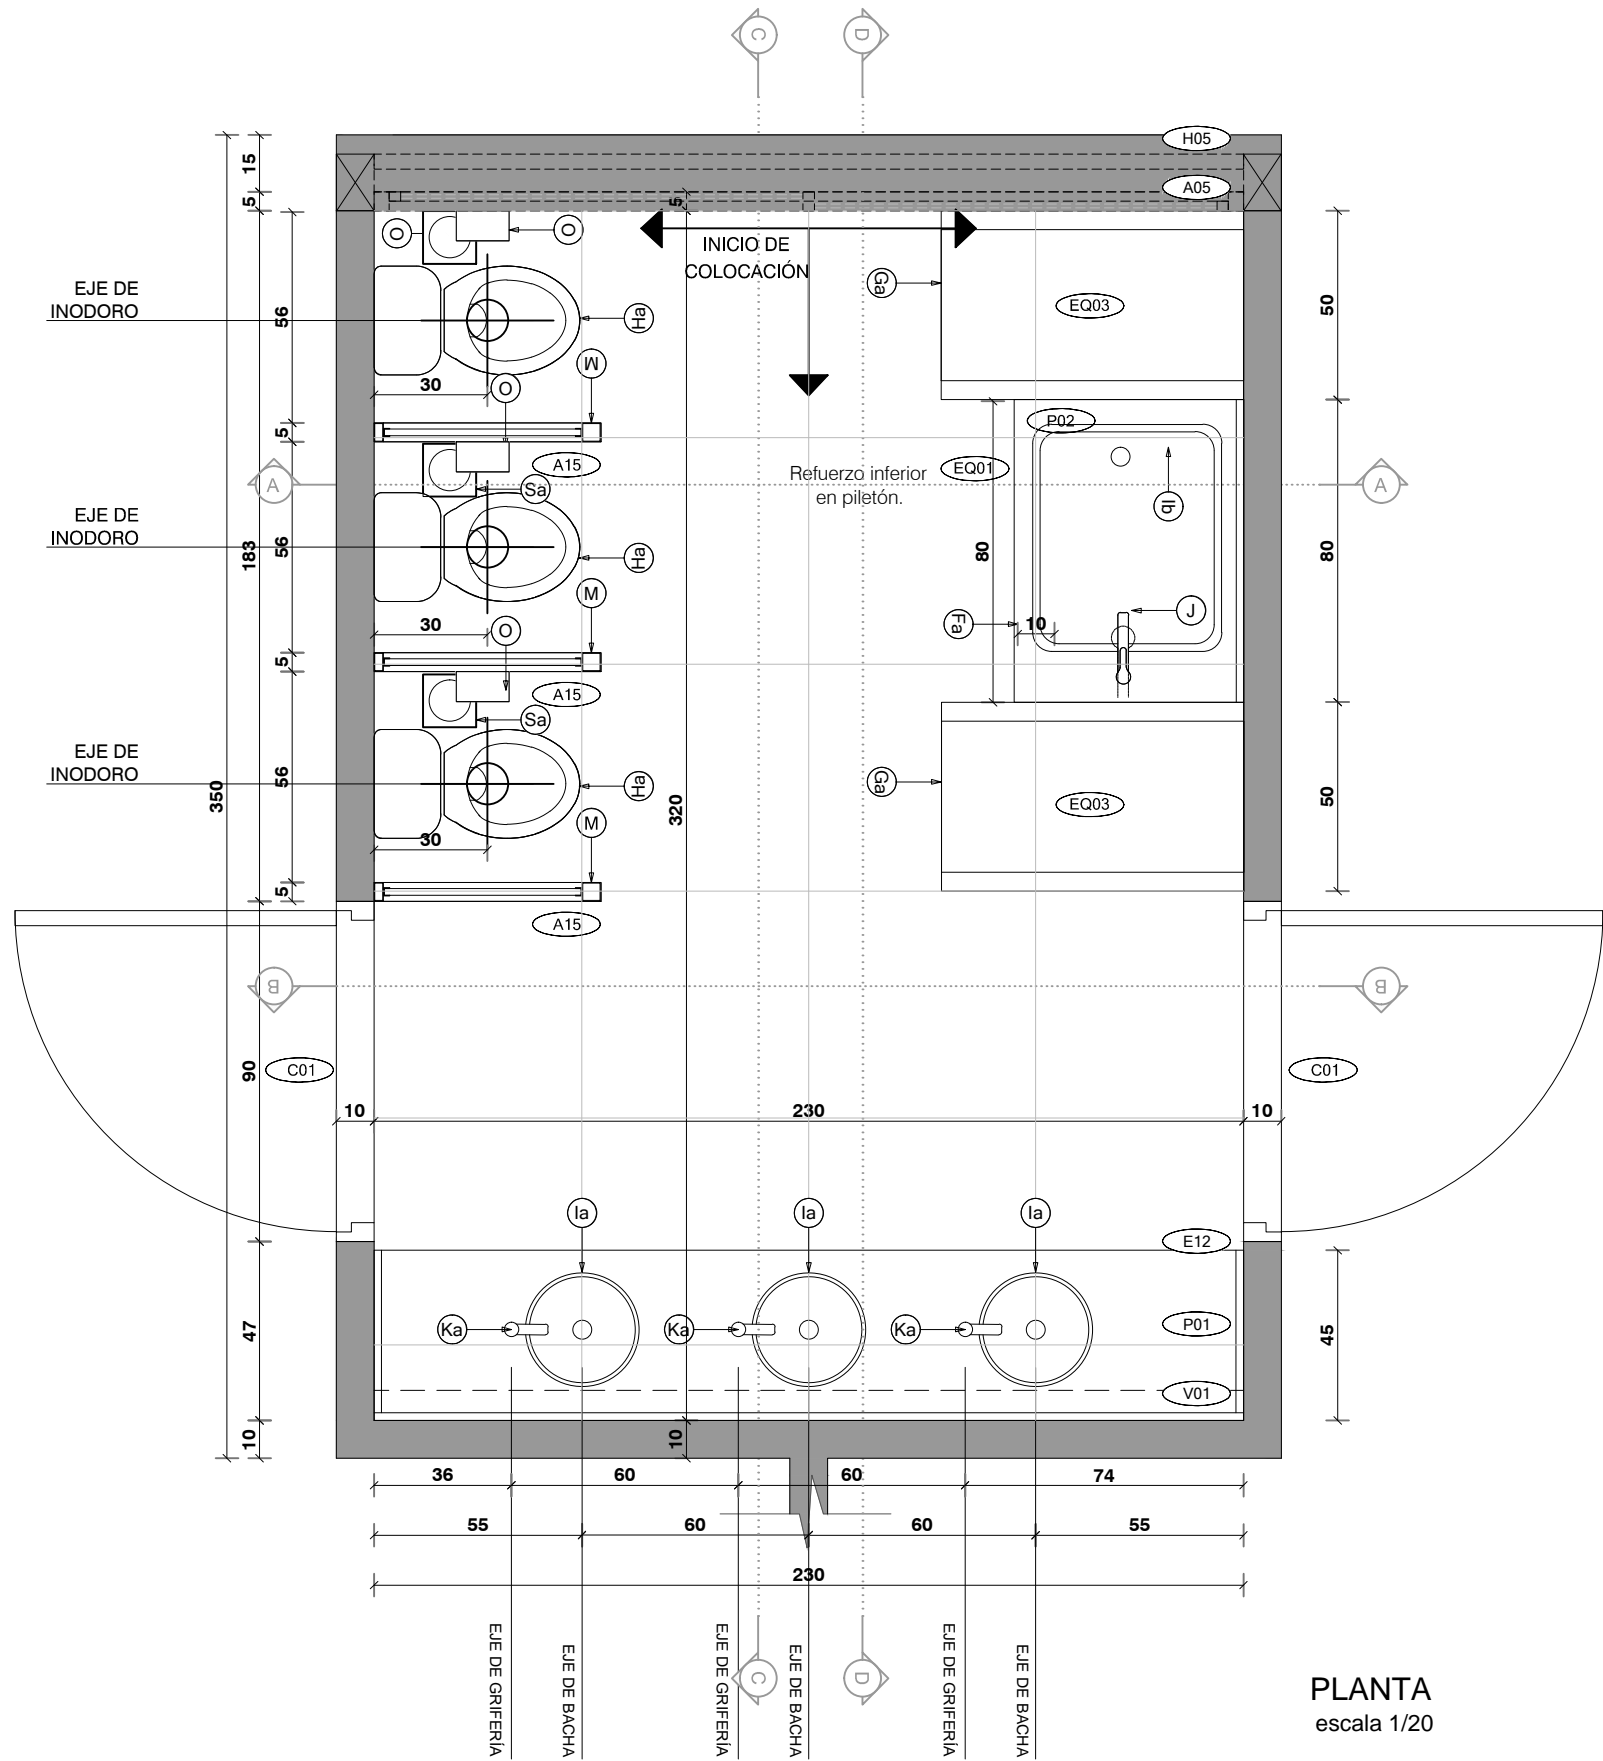 C
D
H05
A05
15
5
5
O
O
INICIO DE
COLOCACIÓN
Ga
EQ03
50
EJE DE
INODORO
56
Ha
M
30
O
5
A15
P02
EQ01
Refuerzo inferior
en piletón.
A
A
Sa
Ib
EJE DE
INODORO
183
56
Ha
80
80
M
30
O
J
Fa
10
5
A15
Sa
EJE DE
INODORO
350
56
Ha
320
Ga
EQ03
50
M
30
5
A15
B
B
C01
90
C01
10
230
10
Ia
Ia
Ia
E12
Ka
Ka
Ka
P01
47
45
V01
10
10
36
60
60
74
55
60
60
55
230
EJE DE GRIFERÍA
EJE DE BACHA
EJE DE GRIFERÍA
EJE DE BACHA
EJE DE GRIFERÍA
EJE DE BACHA
C
D
PLANTA
escala 1/20